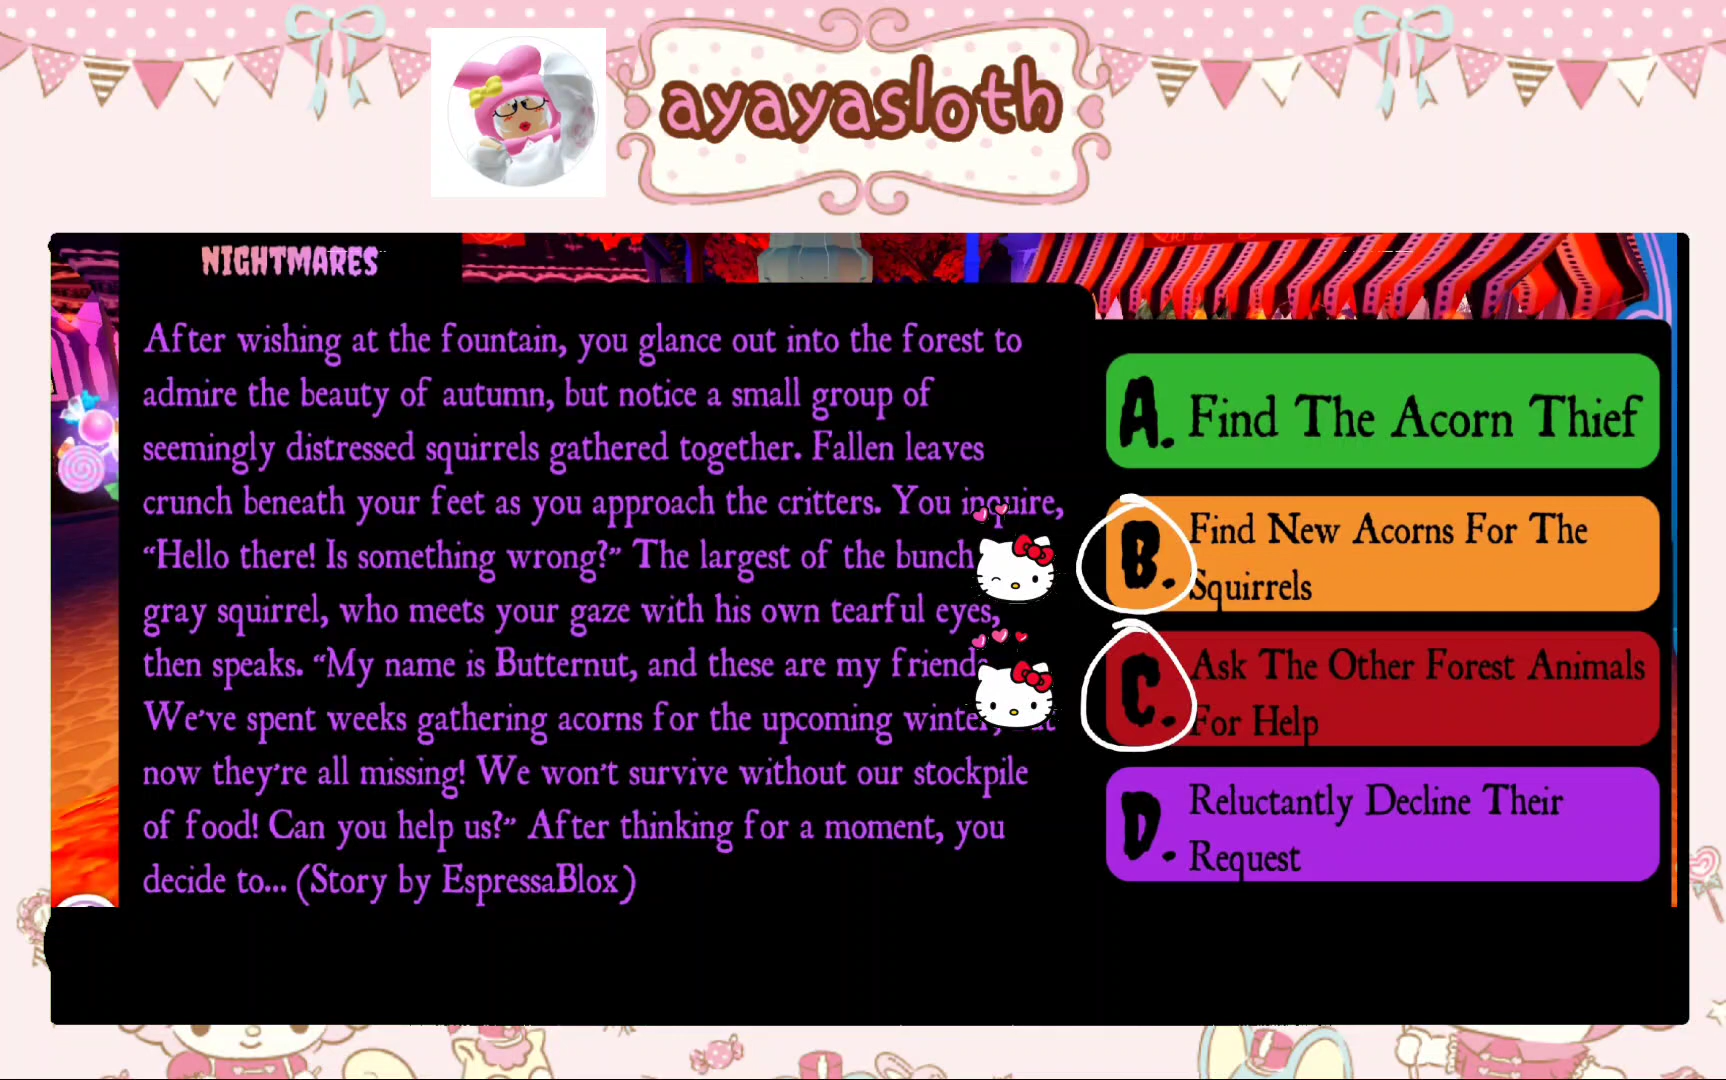 ayayasloth
NIGHTMARES
After wishing at the fountain, you glance out into the forest to
admire the beauty of autumn, but notice a small group of
seemingly distressed squirrels gathered together. Fallen leaves
crunch beneath your feet as you approach the critters. You inquire,
“Hello there! Is something wrong?” The largest of the bunch
gray squirrel, who meets your gaze with his own tearful eyes,
then speaks. “My name is Butternut, and these are my friends
We've spent weeks gathering acorns for the upcoming winter,
now they're all missing! We won't survive without our stockpile
of food! Can you help us?” After thinking for a moment, you
decide to... (Story by EspressaBlox)
A. Find The Acorn Thief
B. Find New Acorns For The
Squirrels
C. Ask The Other Forest Animals
For Help
D. Reluctantly Decline Their
Request